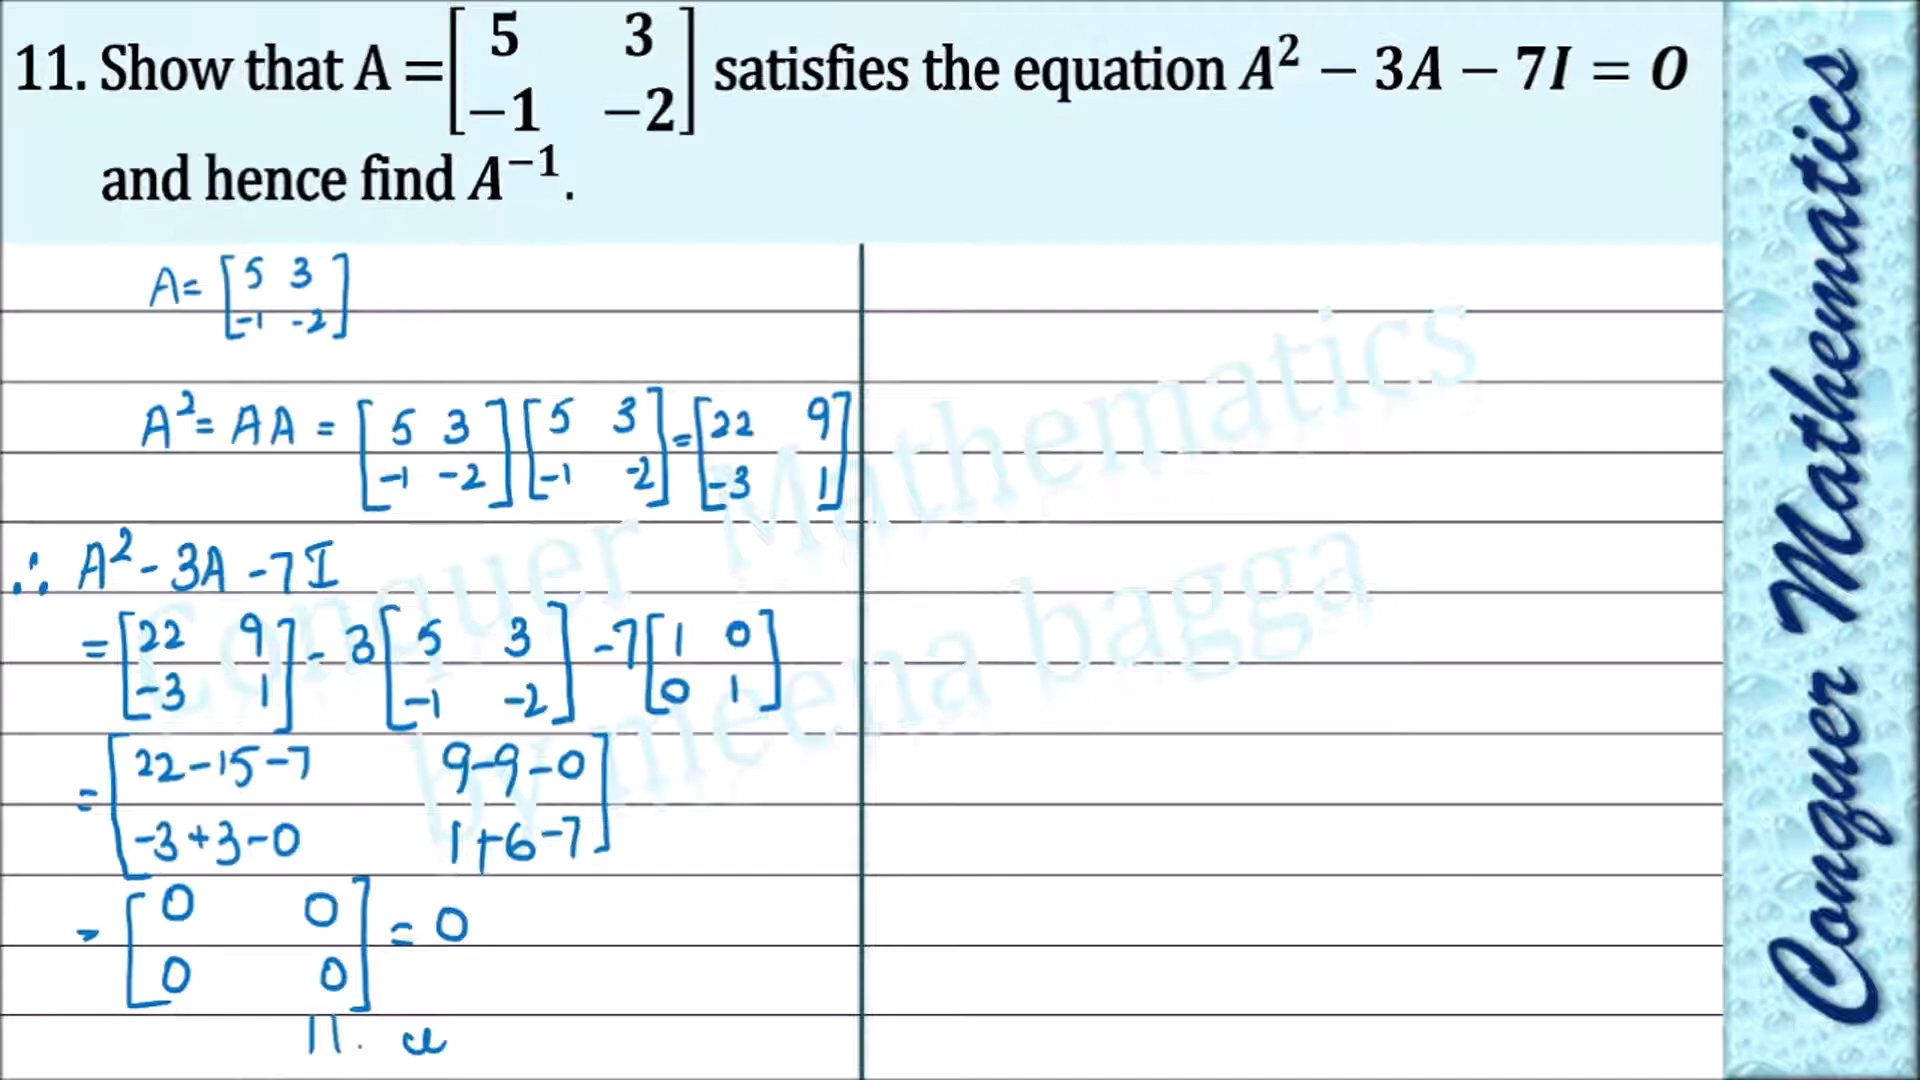 11. Show that A = [5 3; -1 -2] satisfies the equation A² − 3A − 7I = O
and hence find A⁻¹.
A = [5 3; -1 -2]
A² = AA = [5 3; -1 -2] [5 3; -1 -2] = [22 9; -3 1]
∴ A² - 3A - 7I
= [22 9; -3 1] - 3 [5 3; -1 -2] - 7 [1 0; 0 1]
= [22-15-7 9-9-0; -3+3-0 1+6-7]
= [0 0; 0 0] = 0
Conquer Mathematics
by meena bagga
Conquer Mathematics